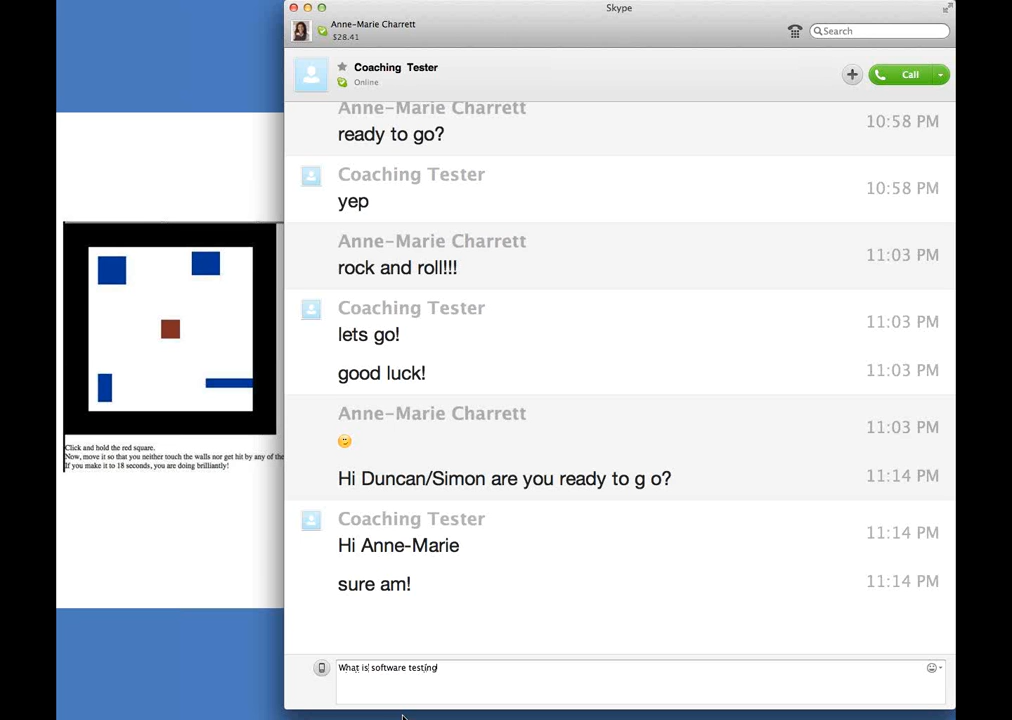 Skype
Anne-Marie Charrett
$28.41
Search
Coaching Tester
Online
Call
Anne-Marie Charrett
ready to go?
10:58 PM
Coaching Tester
yep
10:58 PM
Anne-Marie Charrett
rock and roll!!!
11:03 PM
Coaching Tester
lets go!
11:03 PM
good luck!
11:03 PM
Anne-Marie Charrett
11:03 PM
Hi Duncan/Simon are you ready to g o?
11:14 PM
Coaching Tester
Hi Anne-Marie
11:14 PM
sure am!
11:14 PM
What is software testing
Click and hold the red square.
Now, move it so that you neither touch the walls nor get hit by any of the
If you make it to 18 seconds, you are doing brilliantly!